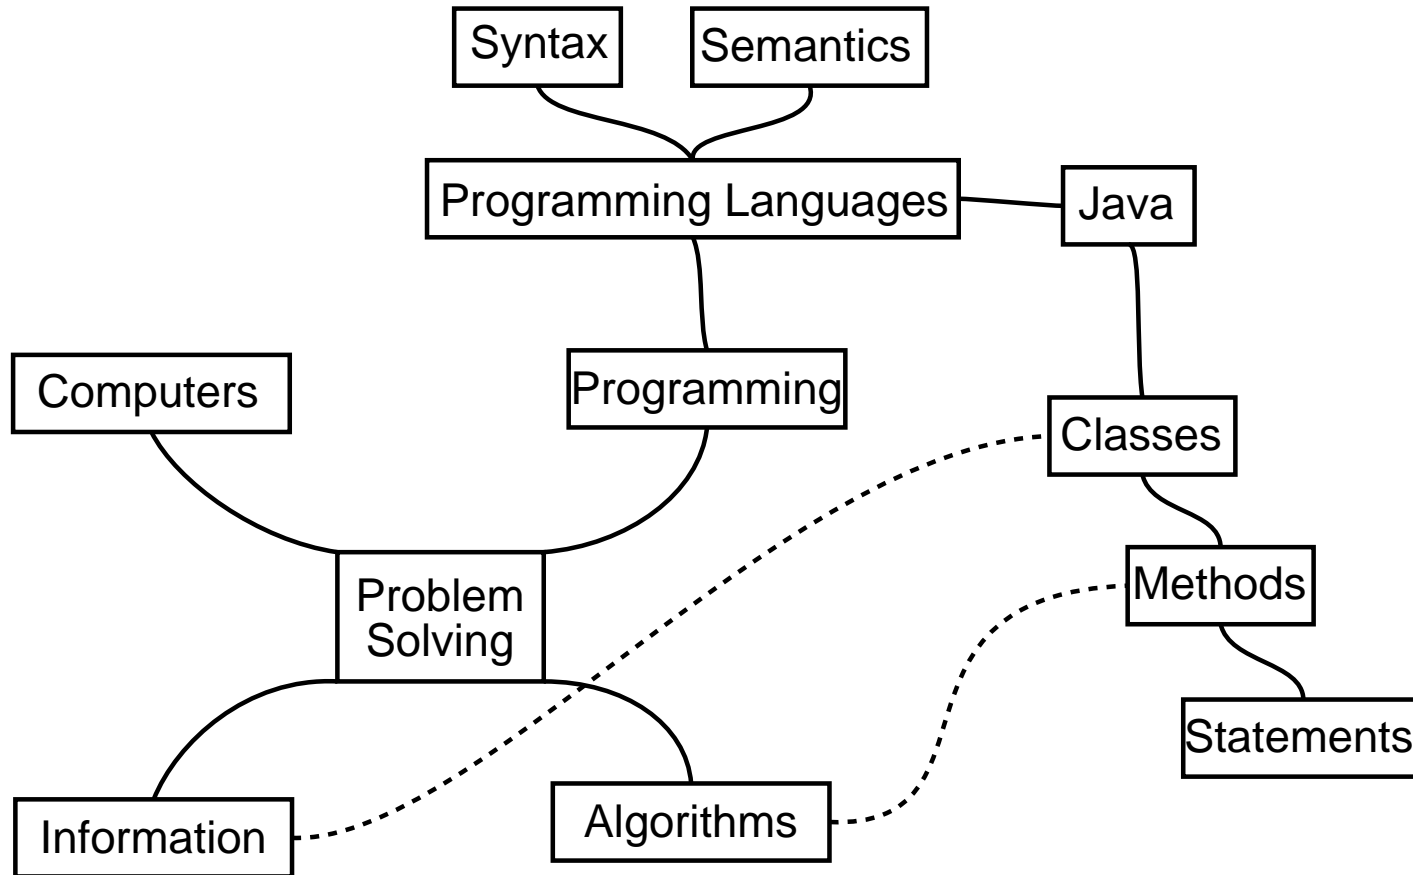 Syntax
Semantics
Programming Languages
Java
Computers
Programming
Classes
Problem
Solving
Methods
Statements
Information
Algorithms